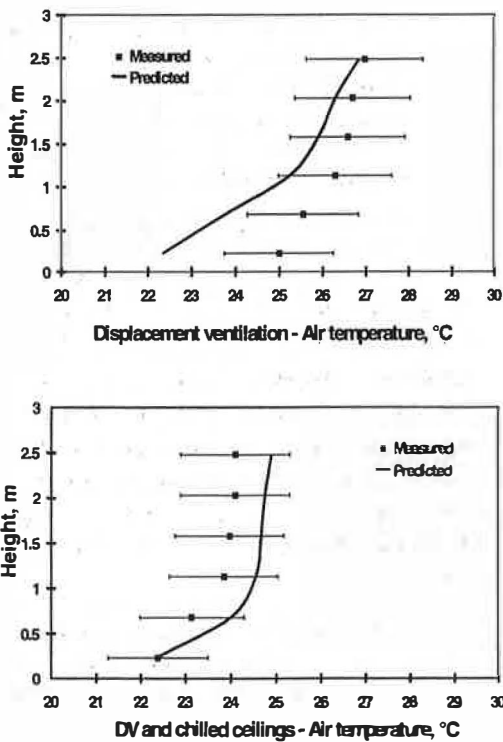 3
2.5
2
1.5
1
0.5
0
Height, m
Measured
Predicted
20 21 22 23 24 25 26 27 28 29 30
Displacement ventilation - Air temperature, °C
3
2.5
2
1.5
1
0.5
0
Height, m
Measured
Predicted
20 21 22 23 24 25 26 27 28 29 30
DV and chilled ceilings - Air temperature, °C